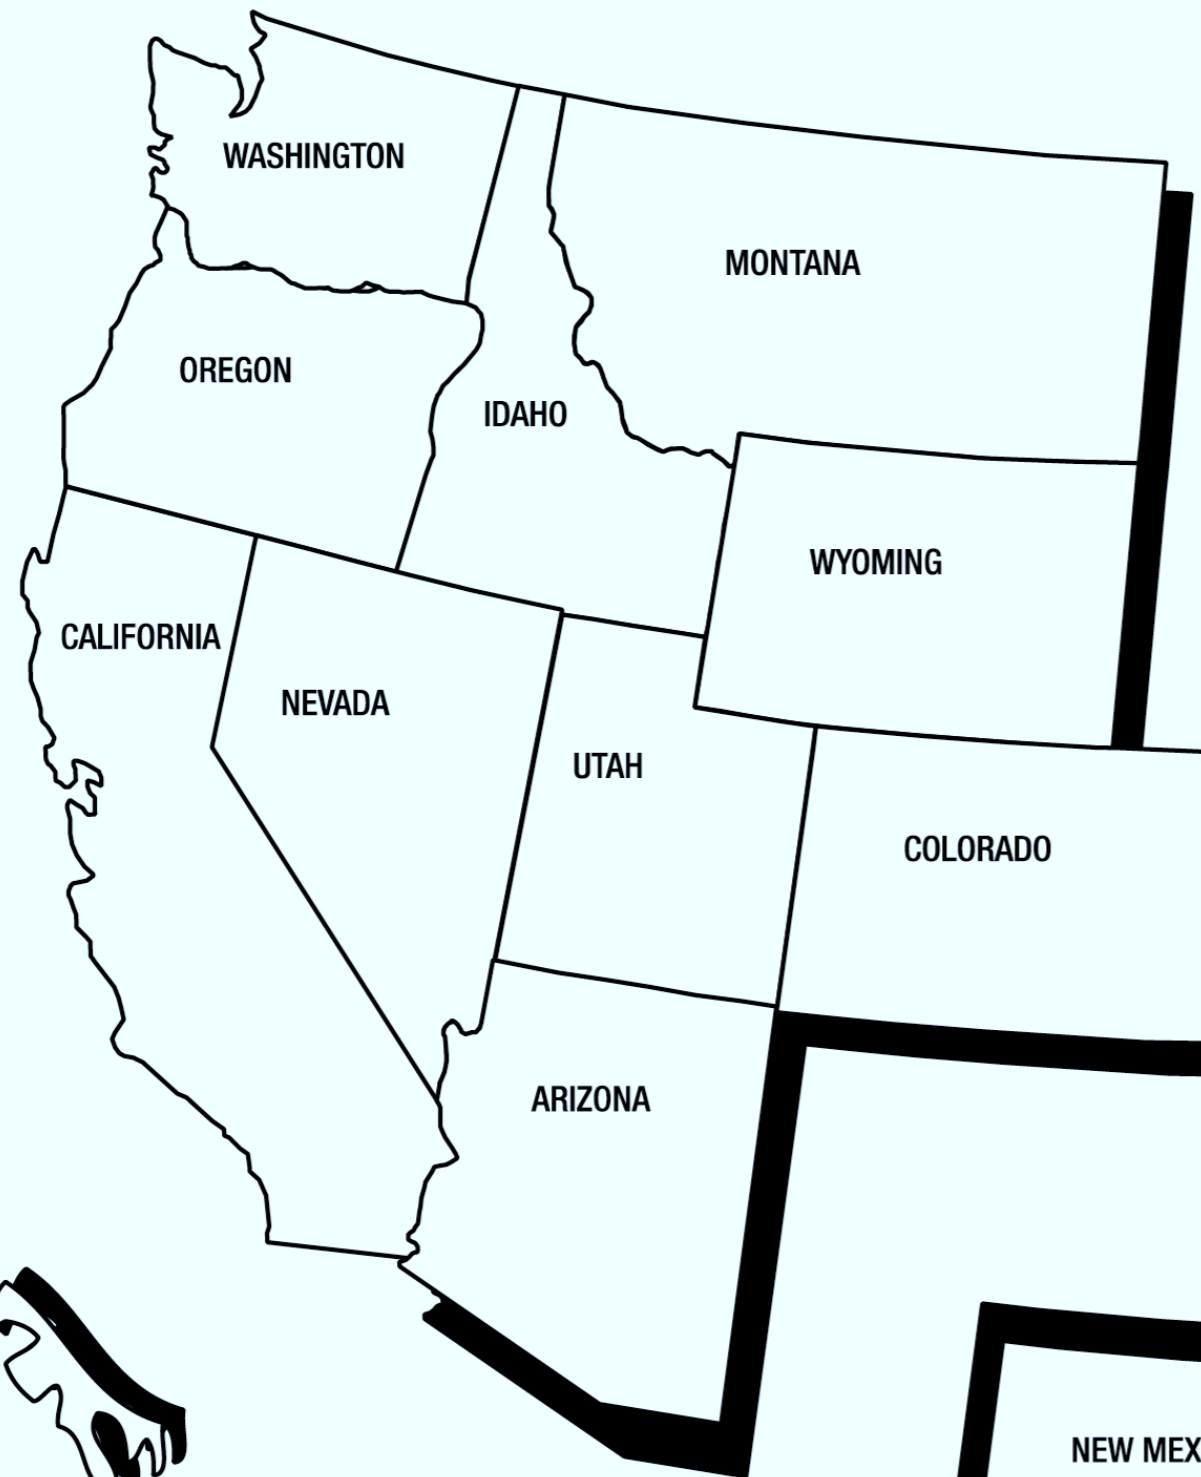 WASHINGTON
MONTANA
OREGON
IDAHO
WYOMING
CALIFORNIA
NEVADA
UTAH
COLORADO
ARIZONA
NEW MEX